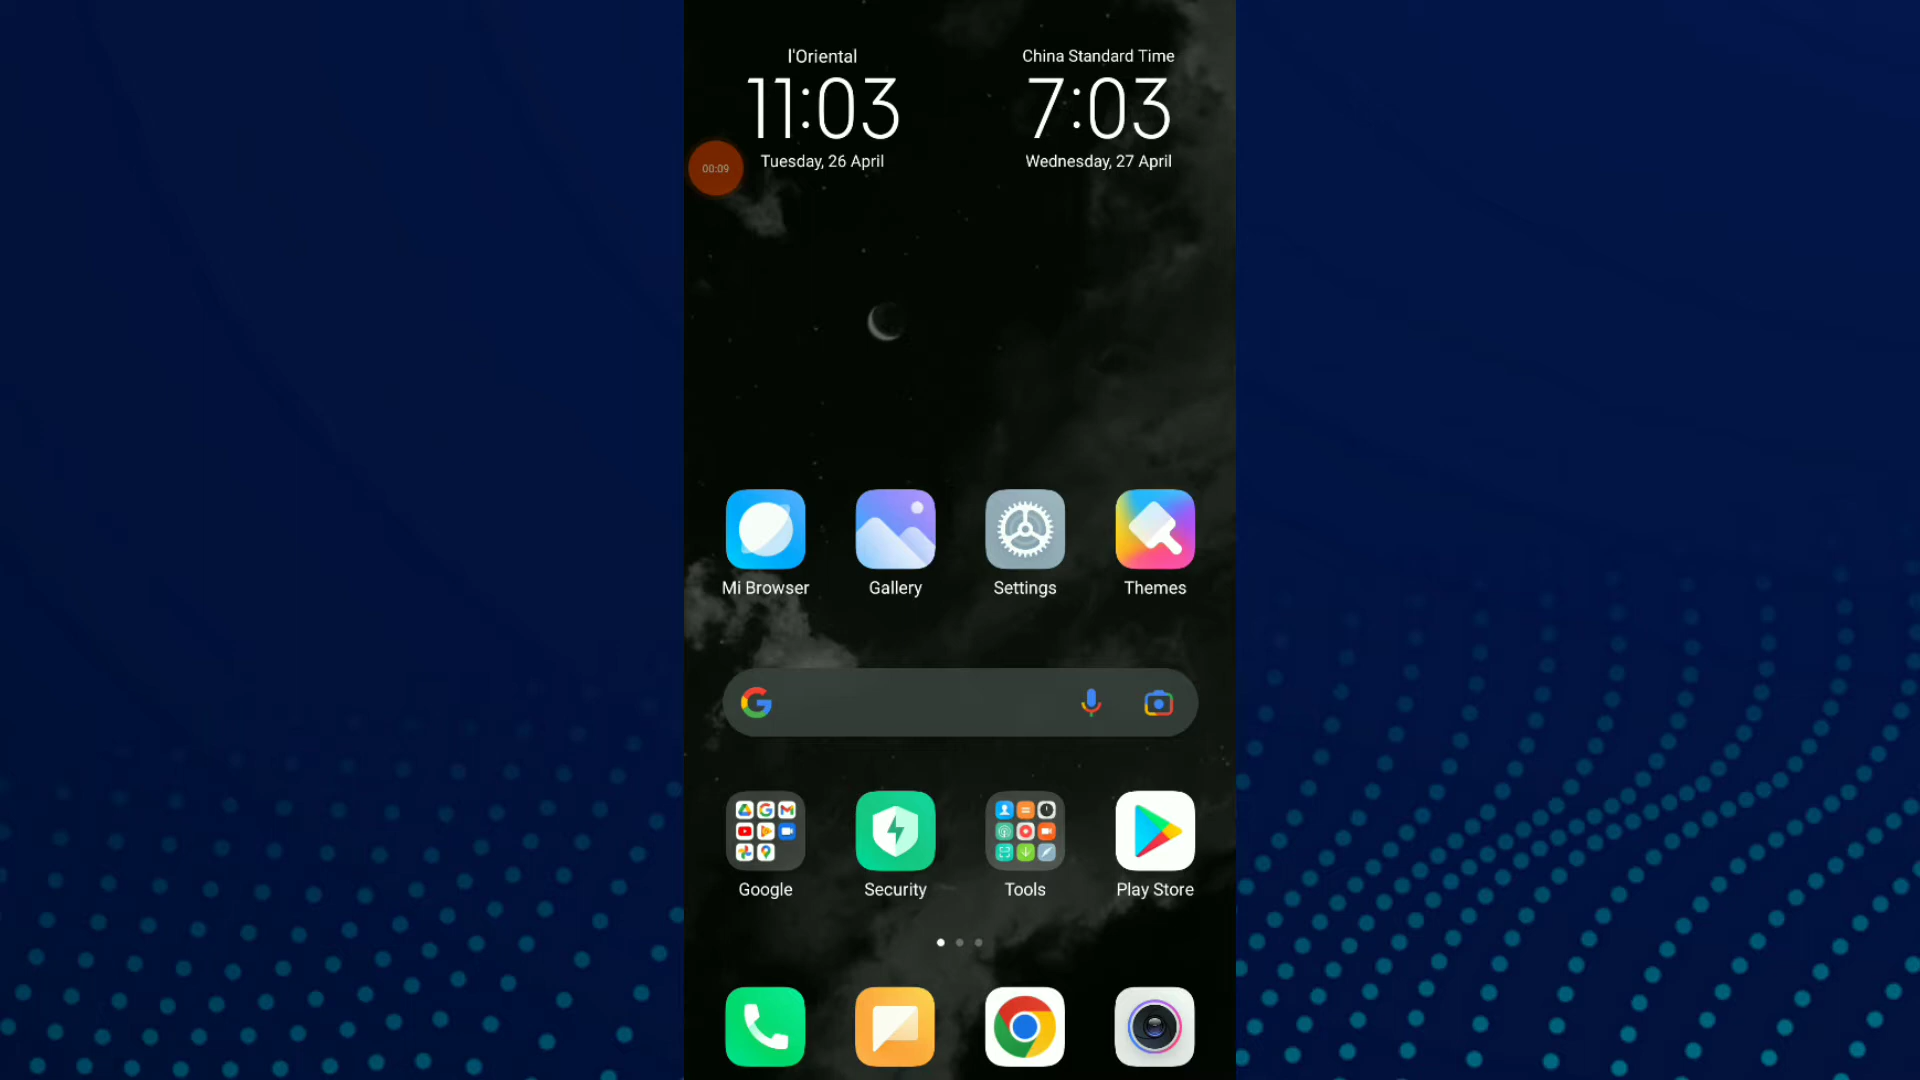 l'Oriental
11:03
Tuesday, 26 April
China Standard Time
7:03
Wednesday, 27 April
00:09
Mi Browser
Gallery
Settings
Themes
Google
Security
Tools
Play Store